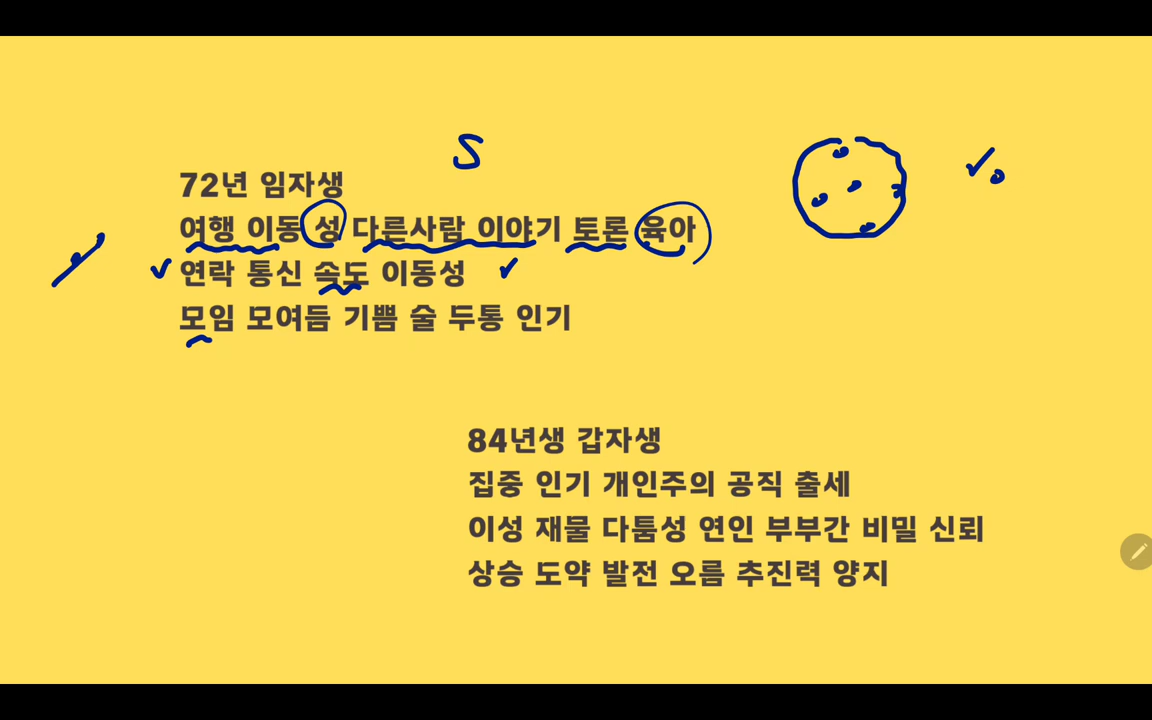 S
72년 임자생
여행 이동 성 다른사람 이야기 토론 육아
연락 통신 속도 이동성
모임 모여듬 기쁨 술 두통 인기
84년생 갑자생
집중 인기 개인주의 공직 출세
이성 재물 다툼성 연인 부부간 비밀 신뢰
상승 도약 발전 오름 추진력 양지